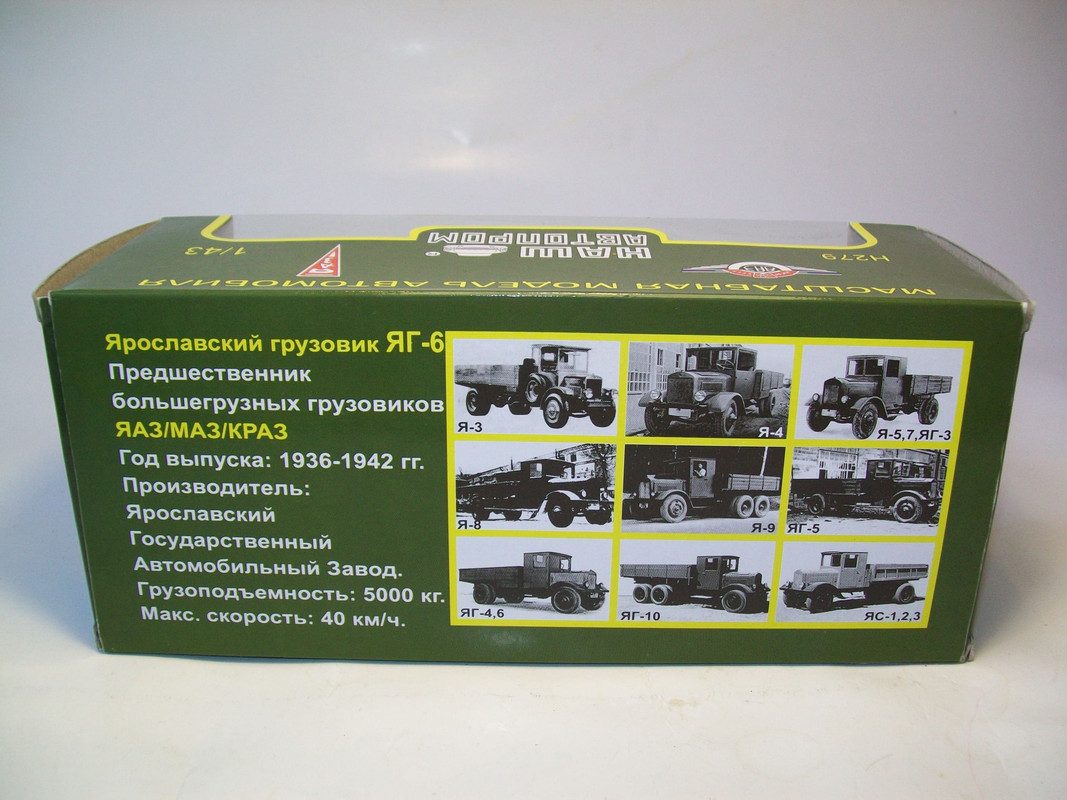 МАСШТАБНАЯ МОДЕЛЬ АВТОМОБИЛЯ
Н279
НАШ
АВТОПРОМ
®
1/43
Ярославский грузовик ЯГ-6
Предшественник
большегрузных грузовиков
ЯАЗ/МАЗ/КРАЗ
Год выпуска: 1936-1942 гг.
Производитель:
Ярославский
Государственный
Автомобильный Завод.
Грузоподъемность: 5000 кг.
Макс. скорость: 40 км/ч.
Я-3
Я-4
Я-5,7,ЯГ-3
Я-8
Я-9
ЯГ-5
ЯГ-4,6
ЯГ-10
ЯС-1,2,3